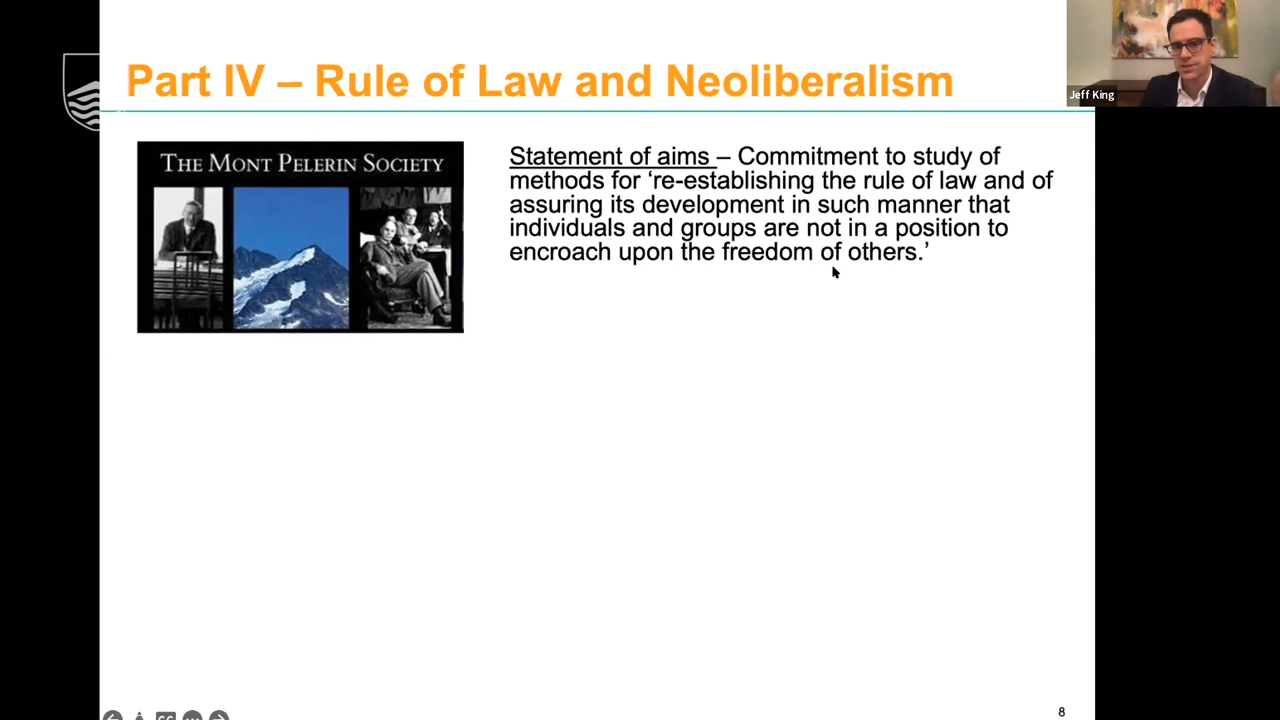 Part IV – Rule of Law and Neoliberalism
Jeff King
THE MONT PELERIN SOCIETY
Statement of aims – Commitment to study of
methods for ‘re-establishing the rule of law and of
assuring its development in such manner that
individuals and groups are not in a position to
encroach upon the freedom of others.’
8